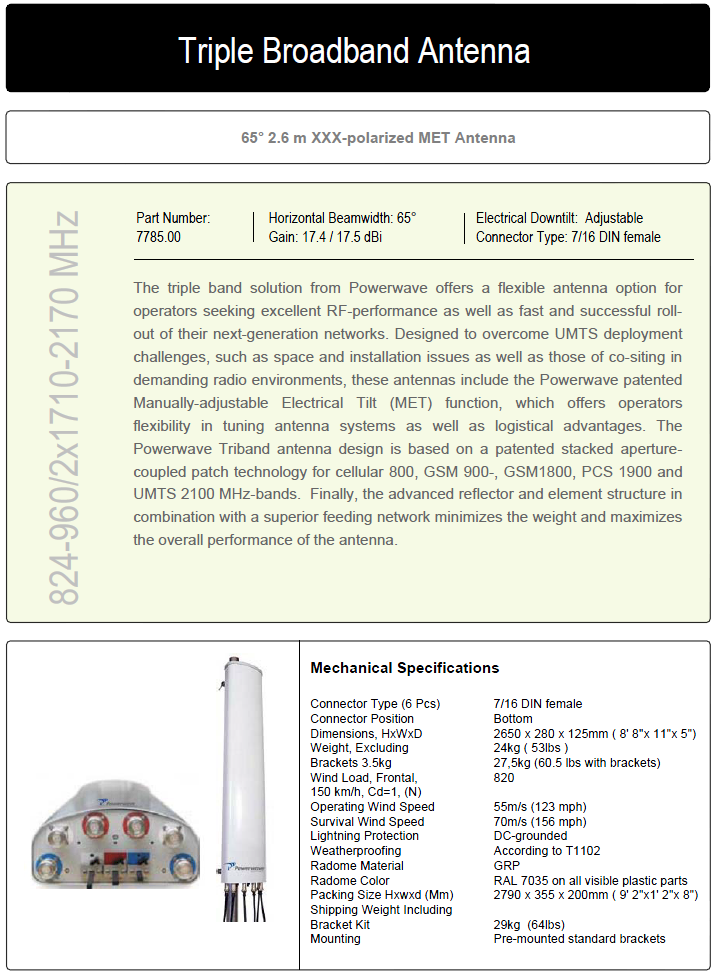 Triple Broadband Antenna
65° 2.6 m XXX-polarized MET Antenna
824-960/2x1710-2170 MHz
Part Number:
7785.00
Horizontal Beamwidth: 65°
Gain: 17.4 / 17.5 dBi
Electrical Downtilt: Adjustable
Connector Type: 7/16 DIN female
The triple band solution from Powerwave offers a flexible antenna option for
operators seeking excellent RF-performance as well as fast and successful roll-
out of their next-generation networks. Designed to overcome UMTS deployment
challenges, such as space and installation issues as well as those of co-siting in
demanding radio environments, these antennas include the Powerwave patented
Manually-adjustable Electrical Tilt (MET) function, which offers operators
flexibility in tuning antenna systems as well as logistical advantages. The
Powerwave Triband antenna design is based on a patented stacked aperture-
coupled patch technology for cellular 800, GSM 900-, GSM1800, PCS 1900 and
UMTS 2100 MHz-bands. Finally, the advanced reflector and element structure in
combination with a superior feeding network minimizes the weight and maximizes
the overall performance of the antenna.
Powerwave
Powerwave
Mechanical Specifications
Connector Type (6 Pcs) 7/16 DIN female
Connector Position Bottom
Dimensions, HxWxD 2650 x 280 x 125mm ( 8' 8"x 11"x 5")
Weight, Excluding 24kg ( 53lbs )
Brackets 3.5kg 27,5kg (60.5 lbs with brackets)
Wind Load, Frontal, 820
150 km/h, Cd=1, (N)
Operating Wind Speed 55m/s (123 mph)
Survival Wind Speed 70m/s (156 mph)
Lightning Protection DC-grounded
Weatherproofing According to T1102
Radome Material GRP
Radome Color RAL 7035 on all visible plastic parts
Packing Size Hxwxd (Mm) 2790 x 355 x 200mm ( 9' 2"x1' 2"x 8")
Shipping Weight Including
Bracket Kit 29kg (64lbs)
Mounting Pre-mounted standard brackets